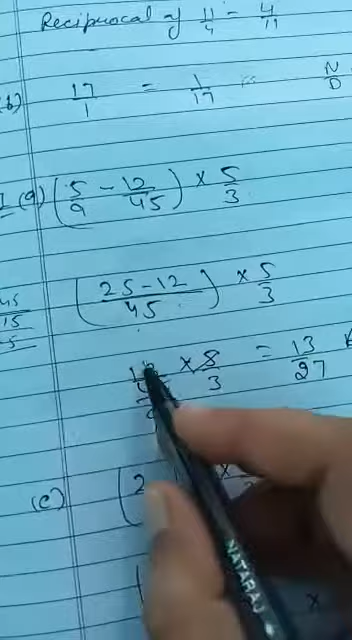 Reciprocal of 11/4 = 4/11
(b) 17/1 = 1/17 N/D
(a) (5/9 - 12/45) × 5/3
(25-12/45) × 5/3
× 5/3 = 13/27
(c) (2 ×
×
NATARAJ